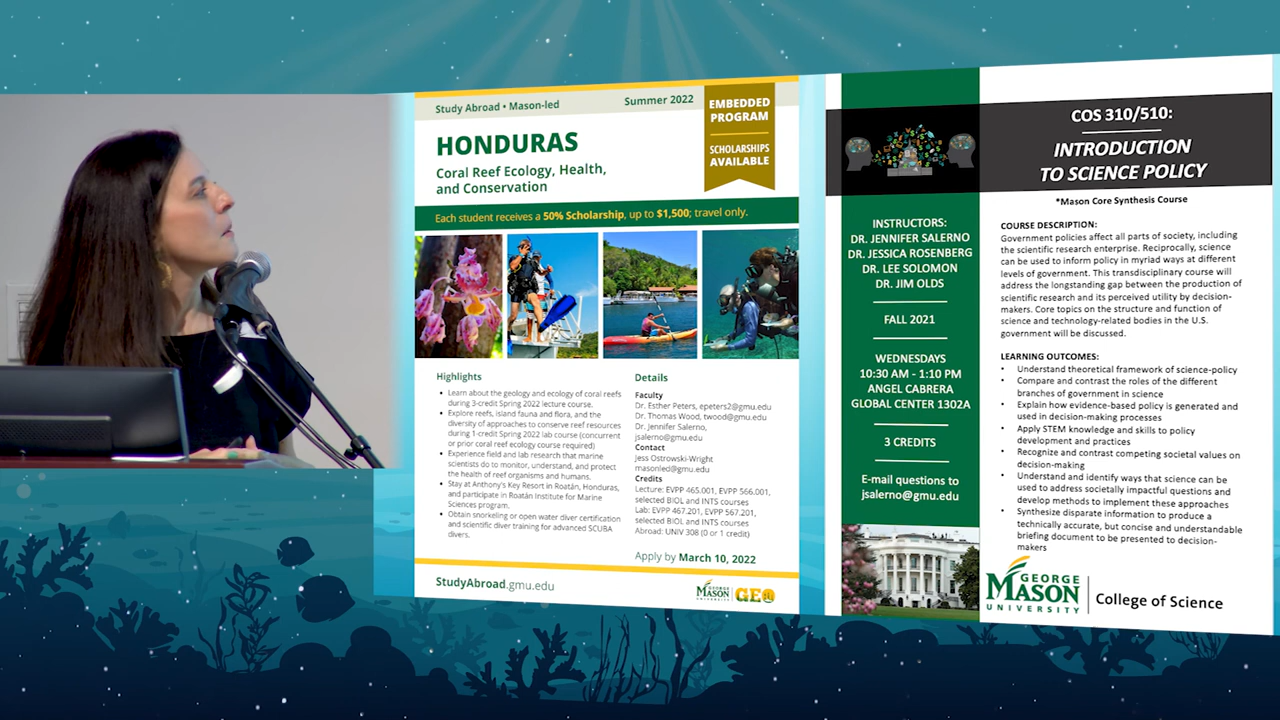 Study Abroad • Mason-led
Summer 2022
EMBEDDED
PROGRAM
SCHOLARSHIPS
AVAILABLE
HONDURAS
Coral Reef Ecology, Health,
and Conservation
Each student receives a 50% Scholarship, up to $1,500; travel only.
Highlights
• Learn about the geology and ecology of coral reefs
during 3-credit Spring 2022 lecture course.
• Explore reefs, island fauna and flora, and the
diversity of approaches to conserve reef resources
during 1-credit Spring 2022 lab course (concurrent
or prior coral reef ecology course required)
• Experience field and lab research that marine
scientists do to monitor, understand, and protect
the health of reef organisms and humans.
• Stay at Anthony's Key Resort in Roatán, Honduras,
and participate in Roatán Institute for Marine
Sciences program.
• Obtain snorkeling or open water diver certification
and scientific diver training for advanced SCUBA
divers.
Details
Faculty
Dr. Esther Peters, epeters2@gmu.edu
Dr. Thomas Wood, twood@gmu.edu
Dr. Jennifer Salerno,
jsalerno@gmu.edu
Contact
Jess Ostrowski-Wright
masonled@gmu.edu
Credits
Lecture: EVPP 465.001, EVPP 566.001,
selected BIOL and INTS courses
Lab: EVPP 467.201, EVPP 567.201,
selected BIOL and INTS courses
Abroad: UNIV 308 (0 or 1 credit)
Apply by March 10, 2022
StudyAbroad.gmu.edu
MASON
GEO
COS 310/510:
INTRODUCTION
TO SCIENCE POLICY
*Mason Core Synthesis Course
INSTRUCTORS:
DR. JENNIFER SALERNO
DR. JESSICA ROSENBERG
DR. LEE SOLOMON
DR. JIM OLDS
FALL 2021
WEDNESDAYS
10:30 AM - 1:10 PM
ANGEL CABRERA
GLOBAL CENTER 1302A
3 CREDITS
E-mail questions to
jsalerno@gmu.edu
COURSE DESCRIPTION:
Government policies affect all parts of society, including
the scientific research enterprise. Reciprocally, science
can be used to inform policy in myriad ways at different
levels of government. This transdisciplinary course will
address the longstanding gap between the production of
scientific research and its perceived utility by decision-
makers. Core topics on the structure and function of
science and technology-related bodies in the U.S.
government will be discussed.
LEARNING OUTCOMES:
• Understand theoretical framework of science-policy
• Compare and contrast the roles of the different
branches of government in science
• Explain how evidence-based policy is generated and
used in decision-making processes
• Apply STEM knowledge and skills to policy
development and practices
• Recognize and contrast competing societal values on
decision-making
• Understand and identify ways that science can be
used to address societally impactful questions and
develop methods to implement these approaches
• Synthesize disparate information to produce a
technically accurate, but concise and understandable
briefing document to be presented to decision-
makers
GEORGE
MASON
UNIVERSITY
College of Science